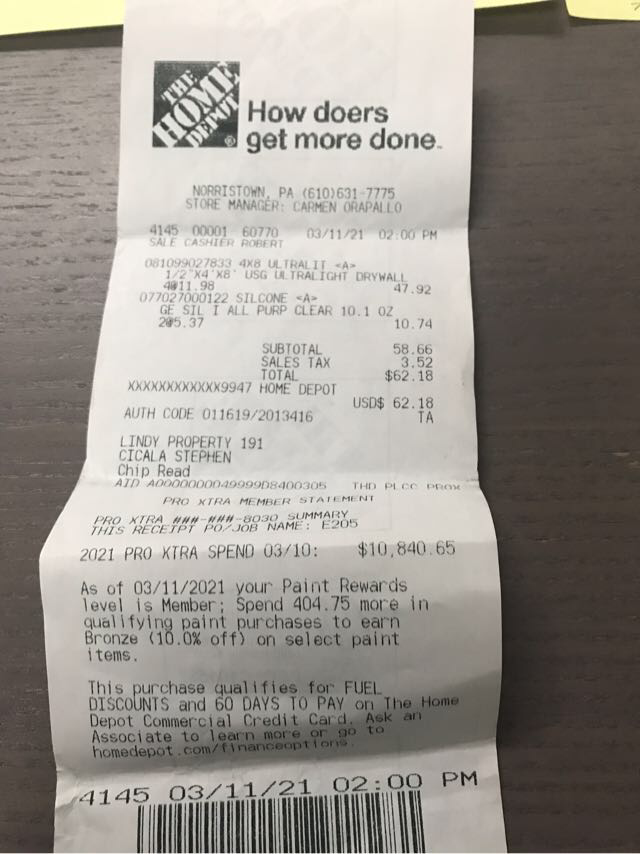 THE
HOME
DEPOT
How doers
get more done.
NORRISTOWN, PA (610)631-7775
STORE MANAGER: CARMEN ORAPALLO
4145 00001 60770 03/11/21 02:00 PM
SALE CASHIER ROBERT
081099027833 4X8 ULTRALIT <A>
1/2"X4'X8' USG ULTRALIGHT DRYWALL
4@11.98 47.92
077027000122 SILCONE <A>
GE SIL I ALL PURP CLEAR 10.1 OZ
2@5.37 10.74
SUBTOTAL 58.66
SALES TAX 3.52
TOTAL $62.18
XXXXXXXXXXXX9947 HOME DEPOT
USD$ 62.18
AUTH CODE 011619/2013416 TA
LINDY PROPERTY 191
CICALA STEPHEN
Chip Read
AID A0000000049999D8400305 THD PLCC PROX
PRO XTRA MEMBER STATEMENT
PRO XTRA ###-###-8030 SUMMARY
THIS RECEIPT PO/JOB NAME: E205
2021 PRO XTRA SPEND 03/10: $10,840.65
As of 03/11/2021 your Paint Rewards
level is Member; Spend 404.75 more in
qualifying paint purchases to earn
Bronze (10.0% off) on select paint
items.
This purchase qualifies for FUEL
DISCOUNTS and 60 DAYS TO PAY on The Home
Depot Commercial Credit Card. Ask an
Associate to learn more or go to
homedepot.com/financeoptions.
4145 03/11/21 02:00 PM